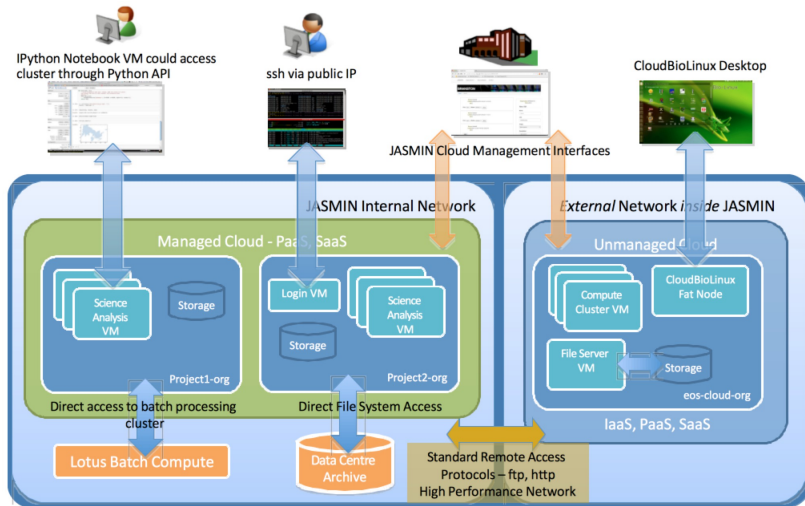 IPython Notebook VM could access
cluster through Python API
ssh via public IP
CloudBioLinux Desktop
JASMIN Cloud Management Interfaces
JASMIN Internal Network
External Network inside JASMIN
Managed Cloud - PaaS, SaaS
Unmanaged Cloud
Science
Analysis
VM
Storage
Project1-org
Login VM
Science
Analysis
VM
Storage
Project2-org
Compute
Cluster VM
CloudBioLinux
Fat Node
File Server
VM
Storage
eos-cloud-org
IaaS, PaaS, SaaS
Direct access to batch processing
cluster
Direct File System Access
Lotus Batch Compute
Data Centre
Archive
Standard Remote Access
Protocols – ftp, http
High Performance Network